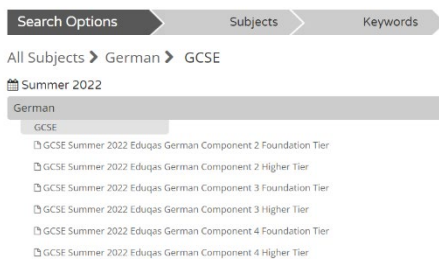 Search Options Subjects Keywords
All Subjects > German > GCSE
Summer 2022
German
GCSE
GCSE Summer 2022 Eduqas German Component 2 Foundation Tier
GCSE Summer 2022 Eduqas German Component 2 Higher Tier
GCSE Summer 2022 Eduqas German Component 3 Foundation Tier
GCSE Summer 2022 Eduqas German Component 3 Higher Tier
GCSE Summer 2022 Eduqas German Component 4 Foundation Tier
GCSE Summer 2022 Eduqas German Component 4 Higher Tier